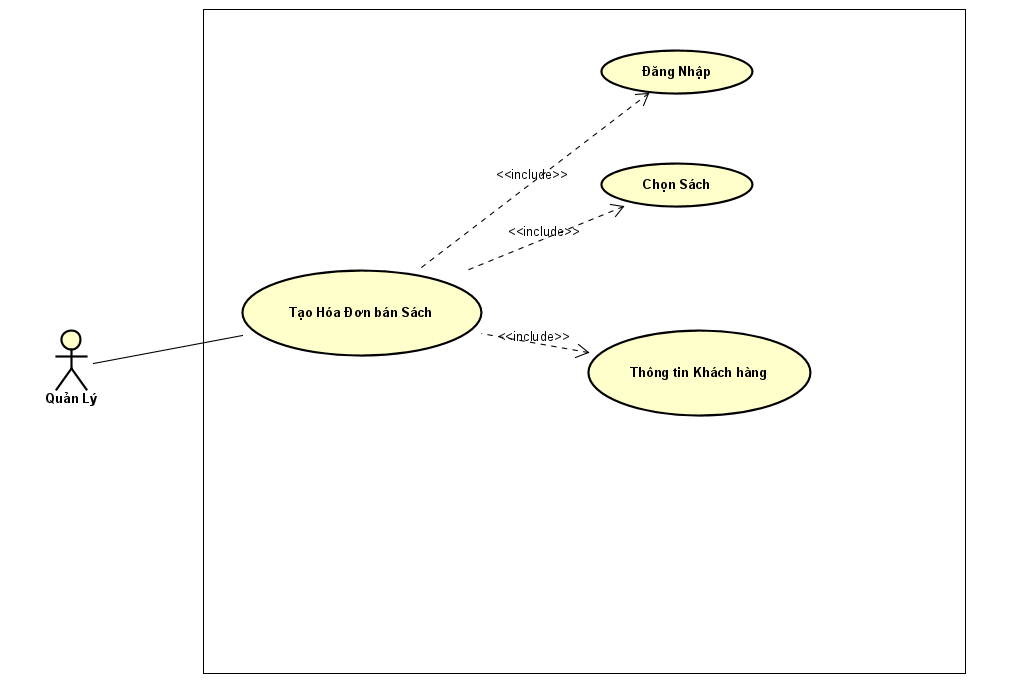 Đăng Nhập
<<include>>
Chọn Sách
<<include>>
Tạo Hóa Đơn bán Sách
<<include>>
Thông tin Khách hàng
Quản Lý